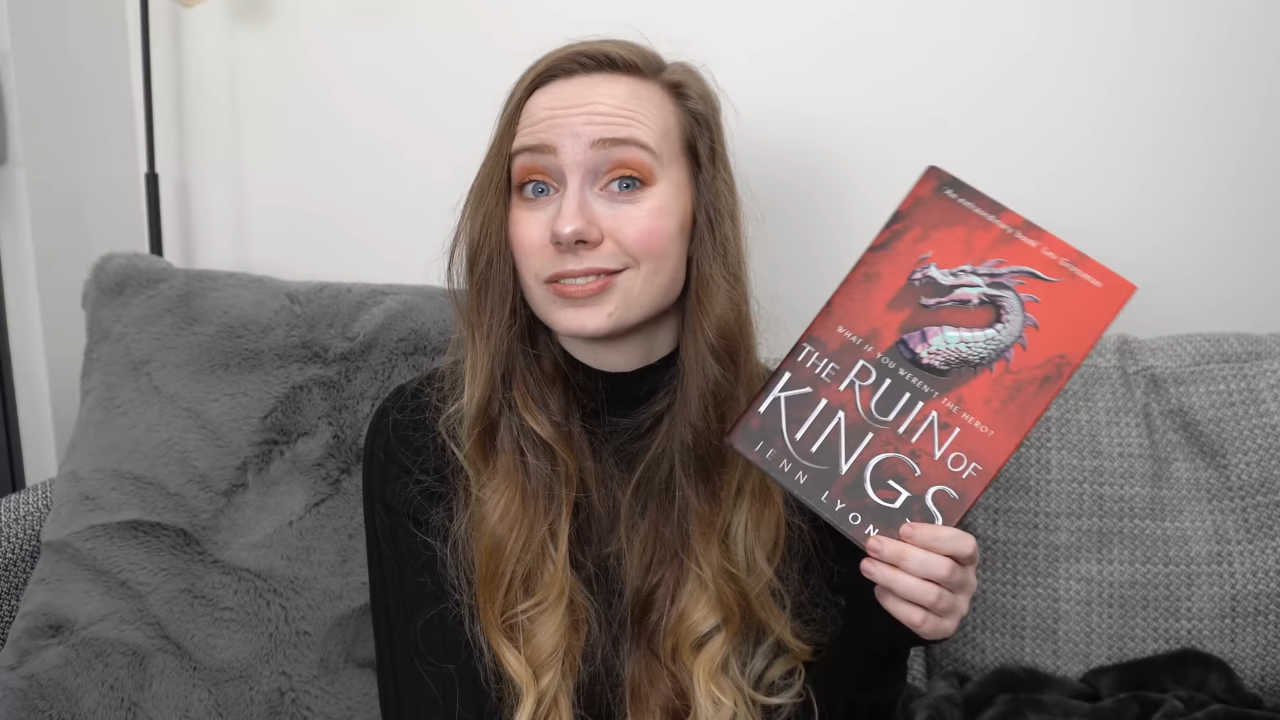 'An extraordinary book' Lev Grossman
WHAT IF YOU WEREN'T THE HERO?
THE RUIN OF
KINGS
JENN LYON